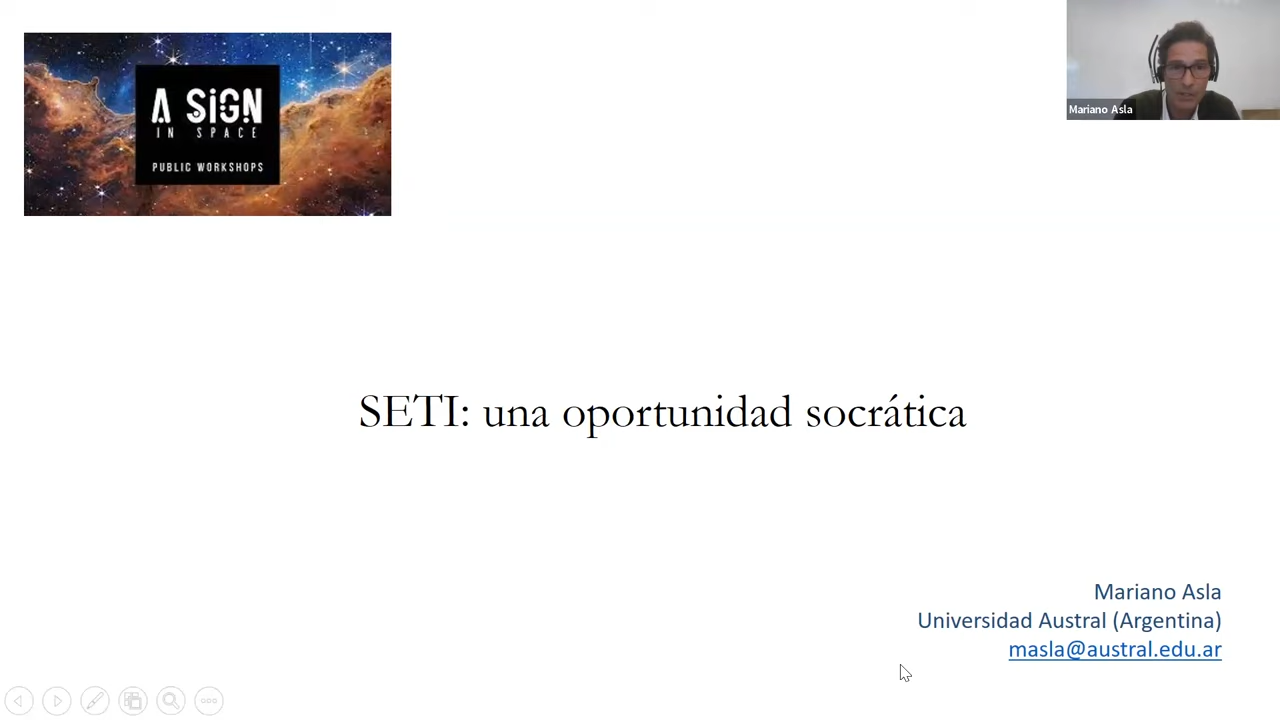 A SiGN
IN SPACE
PUBLIC WORKSHOPS
Mariano Asla
SETI: una oportunidad socrática
Mariano Asla
Universidad Austral (Argentina)
masla@austral.edu.ar